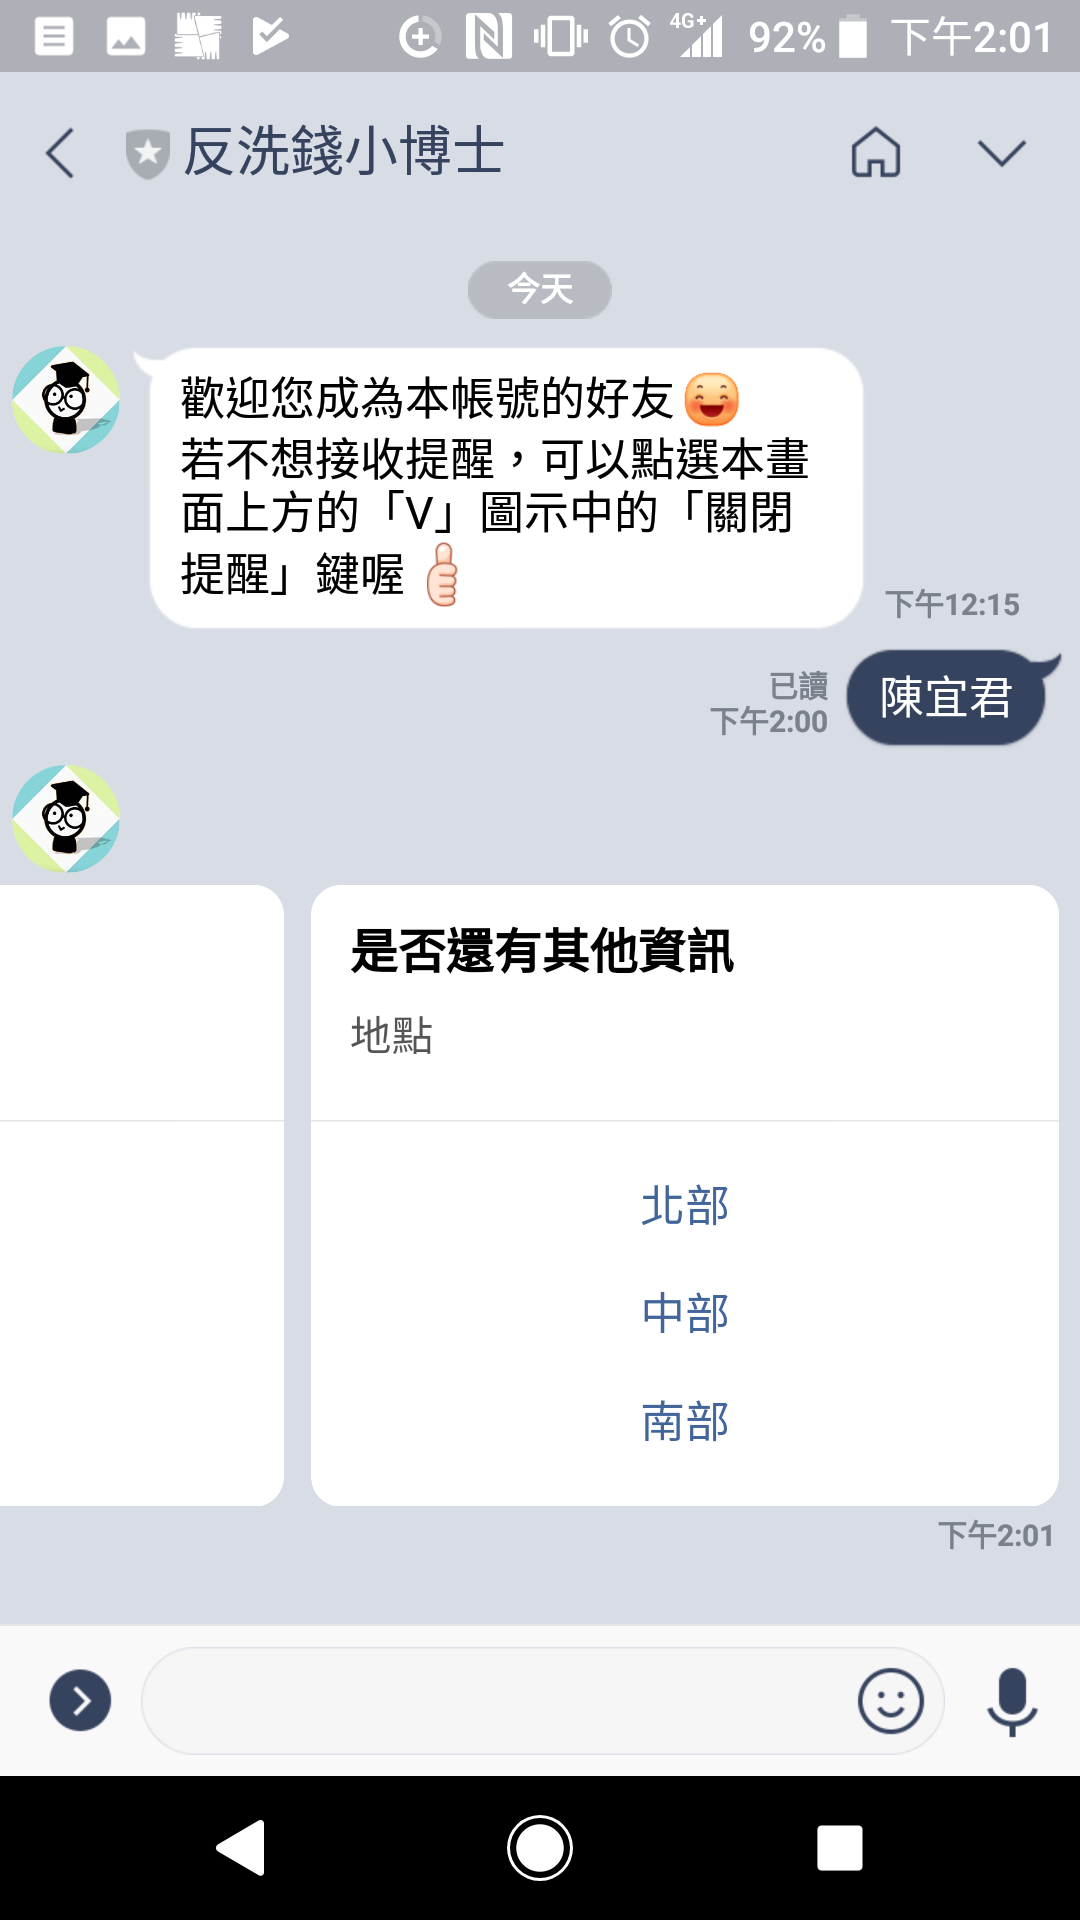 4G+ 92% 下午2:01
反洗錢小博士
今天
歡迎您成為本帳號的好友
若不想接收提醒，可以點選本畫
面上方的「V」圖示中的「關閉
提醒」鍵喔
下午12:15
已讀
下午2:00
陳宜君
是否還有其他資訊
地點
北部
中部
南部
下午2:01